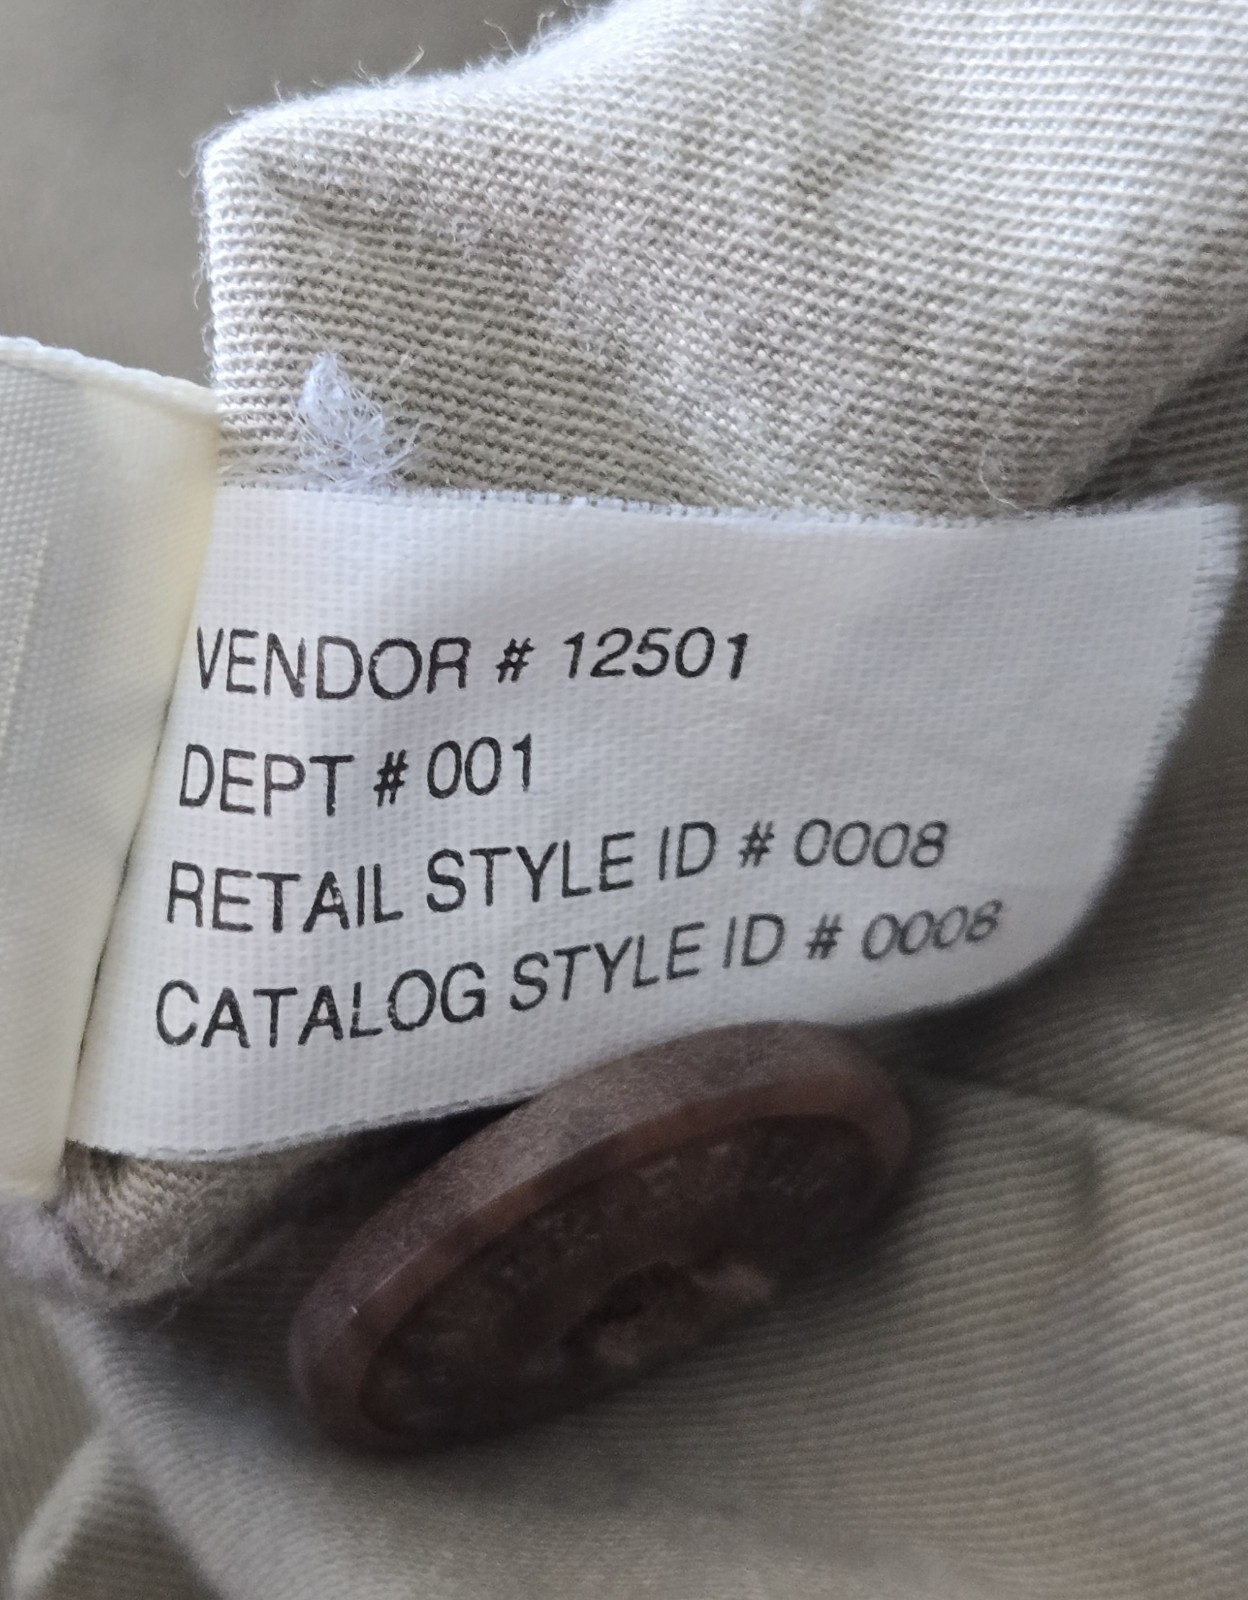 VENDOR # 12501
DEPT # 001
RETAIL STYLE ID # 0008
CATALOG STYLE ID # 0008